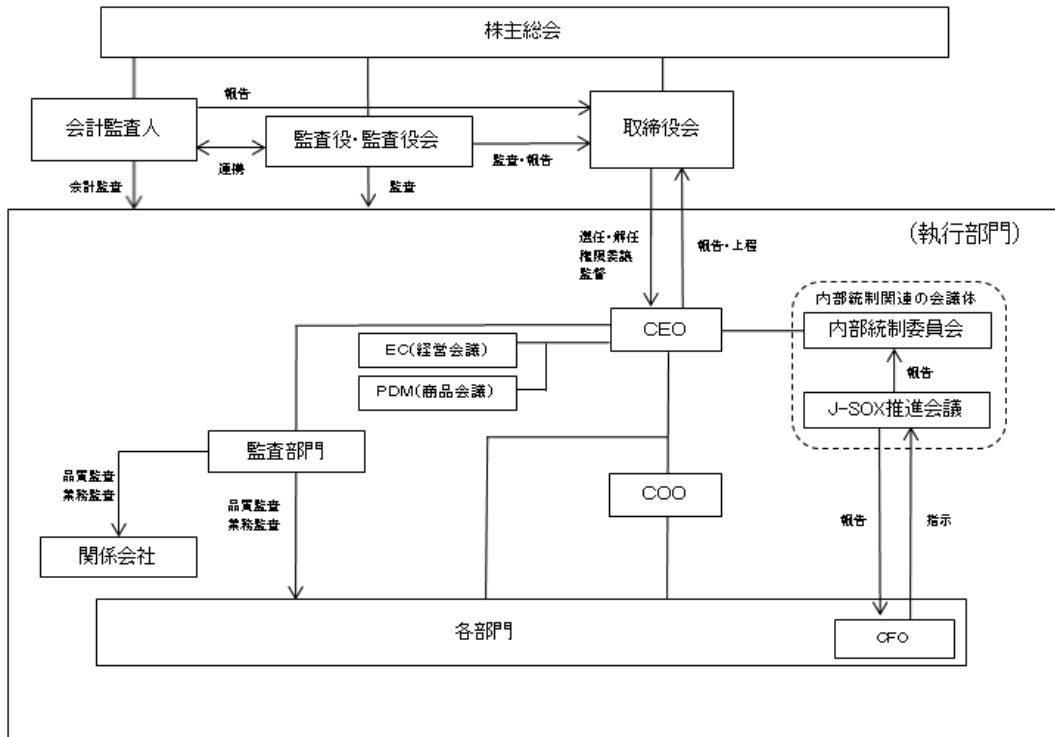 株主総会
報告
会計監査人
監査役・監査役会
取締役会
連携
監査・報告
会計監査
監査
(執行部門)
選任・解任
権限委譲
監督
報告・上程
内部統制関連の会議体
CEO
内部統制委員会
EC(経営会議)
報告
PDM(商品会議)
J-SOX推進会議
監査部門
品質監査
業務監査
COO
品質監査
業務監査
報告
指示
関係会社
各部門
CFO